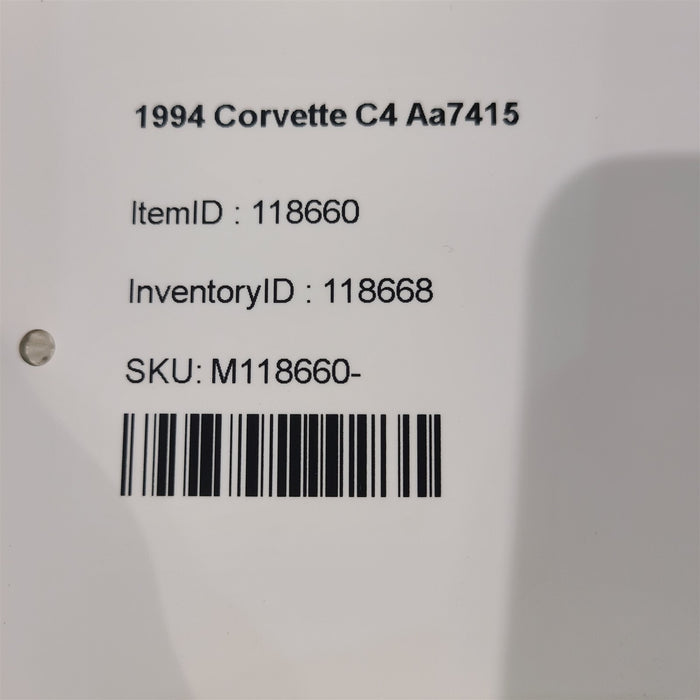 1994 Corvette C4 Aa7415
ItemID : 118660
InventoryID : 118668
SKU: M118660-